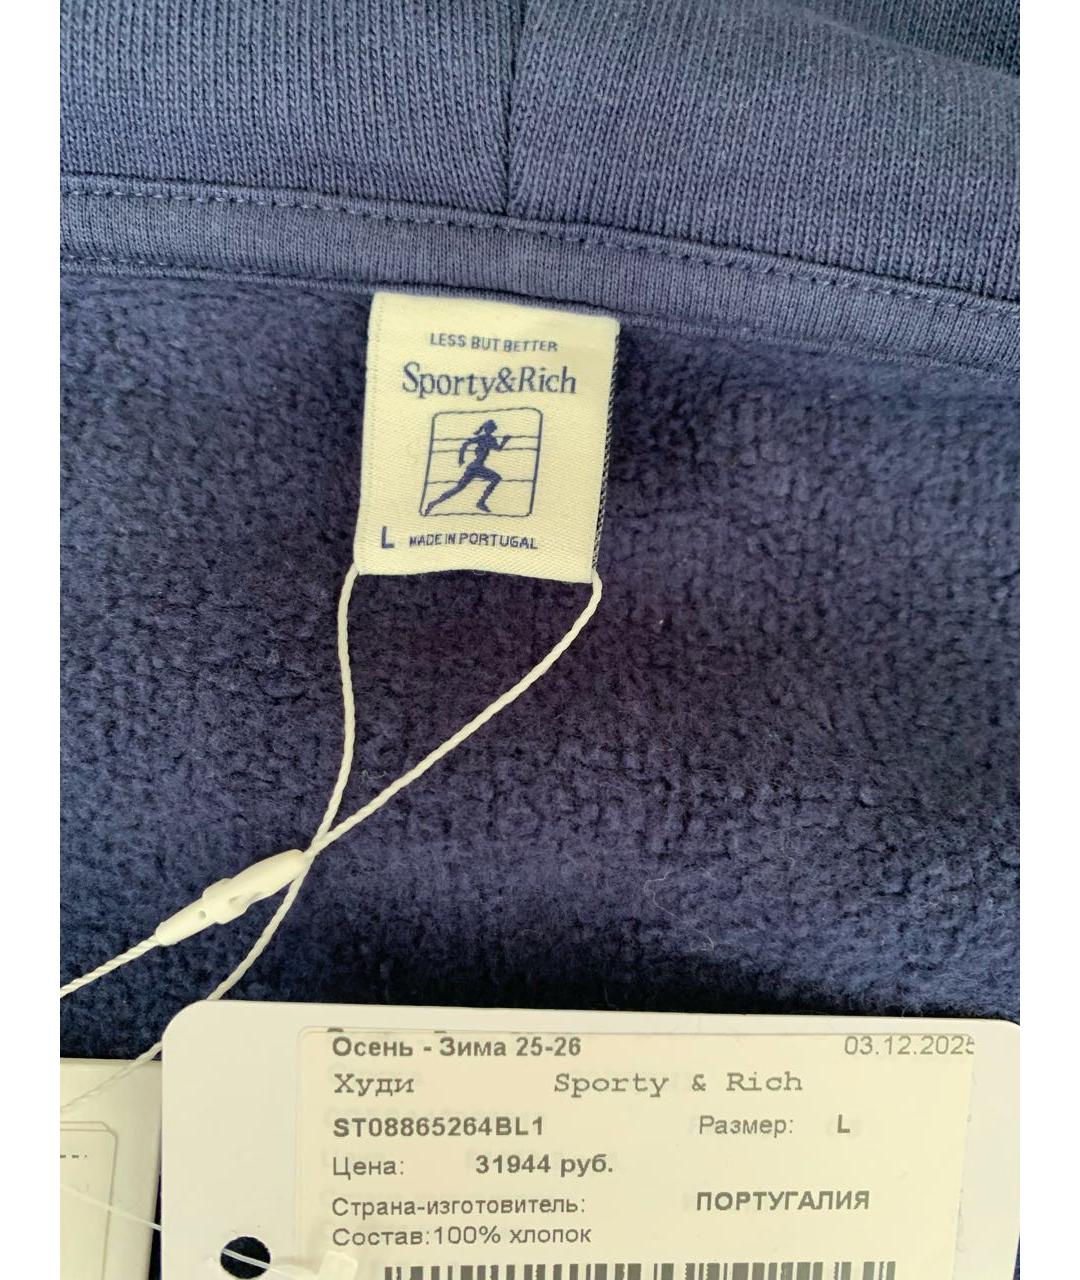 LESS BUT BETTER
Sporty&Rich
L MADE IN PORTUGAL
Осень - Зима 25-26 03.12.2025
Худи Sporty & Rich
ST08865264BL1 Размер: L
Цена: 31944 руб.
Страна-изготовитель: ПОРТУГАЛИЯ
Состав:100% хлопок